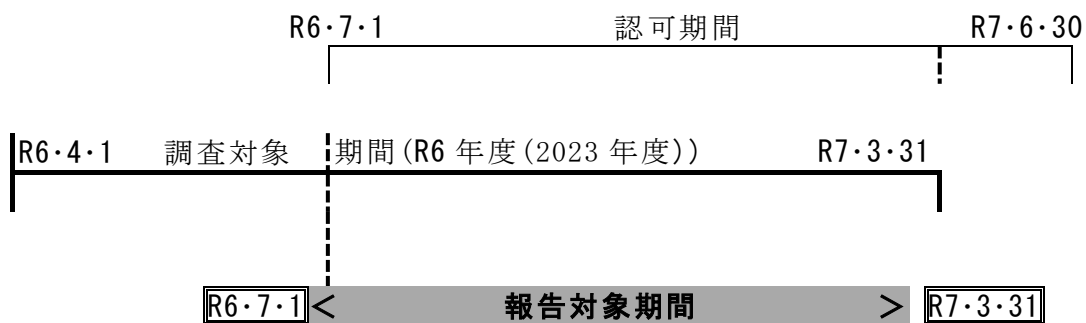 R6・7・1 認可期間 R7・6・30
R6・4・1 調査対象期間(R6 年度(2023 年度)) R7・3・31
R6・7・1 < 報告対象期間 > R7・3・31